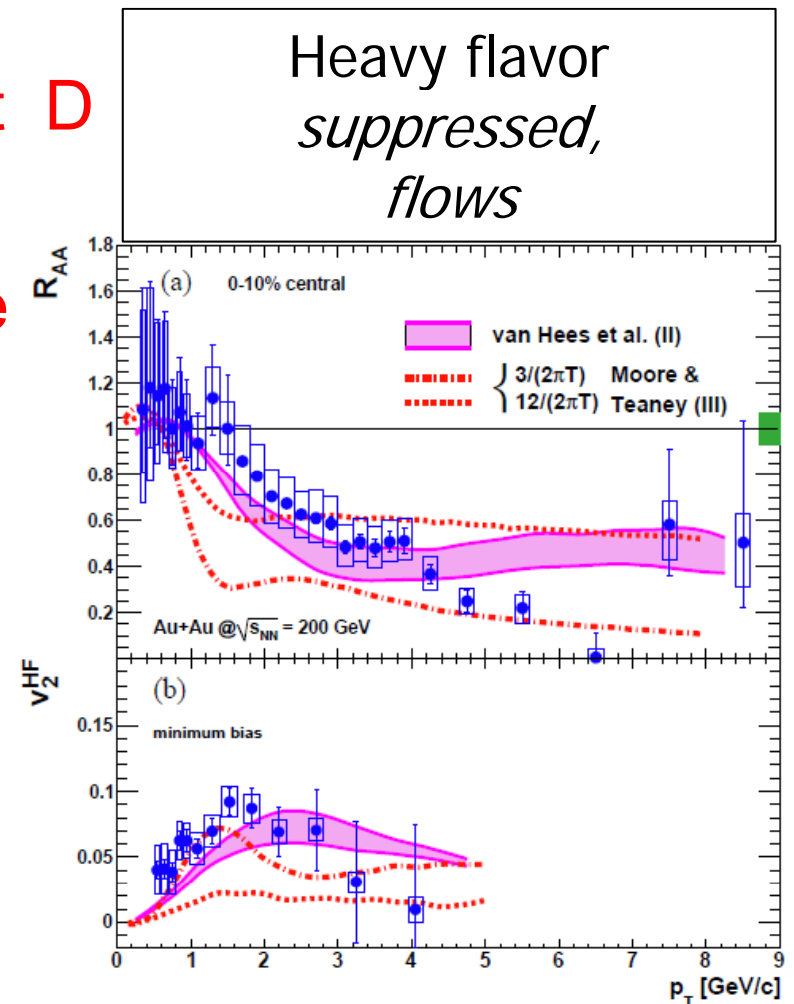 Heavy flavor
suppressed,
flows
t D
e
R_AA
1.8
1.6
1.4
1.2
1
0.8
0.6
0.4
0.2
(a) 0-10% central
van Hees et al. (II)
3/(2πT) Moore &
12/(2πT) Teaney (III)
Au+Au @√s_NN = 200 GeV
v_2^HF
0.15
0.1
0.05
0
(b)
minimum bias
0 1 2 3 4 5 6 7 8 9
p_T [GeV/c]